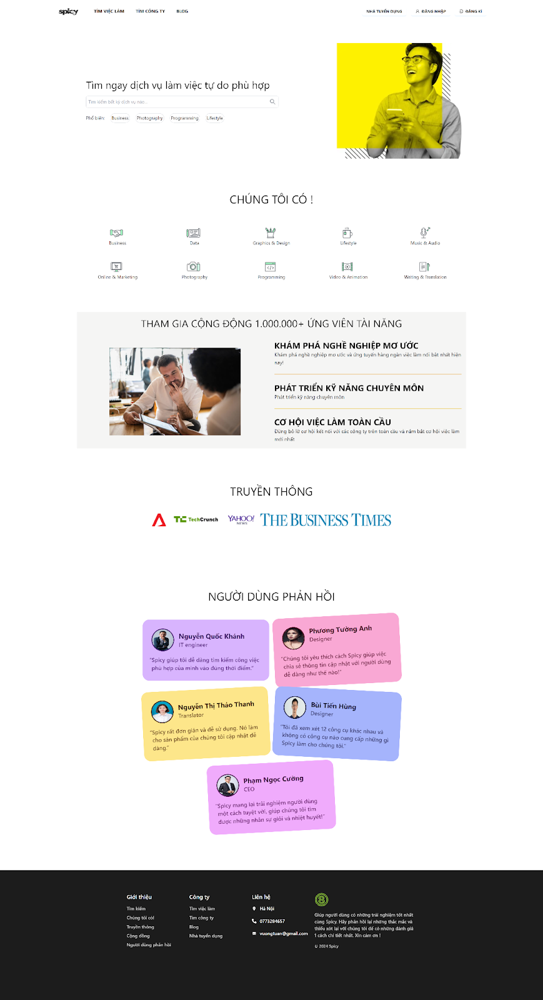 spicy
TÌM VIỆC LÀM
TÌM CÔNG TY
BLOG
NHÀ TUYỂN DỤNG
ĐĂNG NHẬP
ĐĂNG KÍ
Tìm ngay dịch vụ làm việc tự do phù hợp
Tìm kiếm bất kỳ dịch vụ nào...
Phổ biến:
Business
Photography
Programming
Lifestyle
CHÚNG TÔI CÓ !
Business
Data
Graphics & Design
Lifestyle
Music & Audio
Online & Marketing
Photography
Programming
Video & Animation
Writing & Translation
THAM GIA CỘNG ĐỘNG 1.000.000+ ỨNG VIÊN TÀI NĂNG
KHÁM PHÁ NGHỀ NGHIỆP MƠ ƯỚC
Khám phá nghề nghiệp mơ ước và ứng tuyển hàng ngàn việc làm nổi bật nhất hiện
nay!
PHÁT TRIỂN KỸ NĂNG CHUYÊN MÔN
Phát triển kỹ năng chuyên môn
CƠ HỘI VIỆC LÀM TOÀN CẦU
Đừng bỏ lỡ cơ hội kết nối với các công ty trên toàn cầu và nắm bắt cơ hội việc làm
mới nhất
TRUYỀN THÔNG
TechCrunch
YAHOO!
NEWS
THE BUSINESS TIMES
NGƯỜI DÙNG PHẢN HỒI
Nguyễn Quốc Khánh
IT engineer
“Spicy giúp tôi dễ dàng tìm kiếm công việc
phù hợp của mình vào đúng thời điểm.”
Phương Tường Anh
Designer
“Chúng tôi yêu thích cách Spicy giúp việc
chia sẻ thông tin cập nhật với người dùng
dễ dàng như thế nào!”
Nguyễn Thị Thảo Thanh
Translator
“Spicy rất đơn giản và dễ sử dụng. Nó làm
cho sản phẩm của chúng tôi cập nhật dễ
dàng.”
Bùi Tiến Hùng
Designer
“Tôi đã xem xét 12 công cụ khác nhau và
không có công cụ nào cung cấp những gì
Spicy làm cho chúng tôi.”
Phạm Ngọc Cường
CEO
“Spicy mang lại trải nghiệm người dùng
một cách tuyệt vời, giúp chúng tôi tìm
được những nhân sự giỏi và nhiệt huyết!”
Giới thiệu
Tìm kiếm
Chúng tôi có!
Truyền thông
Cộng đồng
Người dùng phản hồi
Công ty
Tìm việc làm
Tìm công ty
Blog
Nhà tuyển dụng
Liên hệ
Hà Nội
0773284657
vuongtuan@gmail.com
Giúp người dùng có những trải nghiệm tốt nhất
cùng Spicy. Hãy phản hồi lại những thắc mắc và
thiếu xót lại với chúng tôi để có những đánh giá
1 cách chi tiết nhất. Xin cám ơn !
© 2024 Spicy